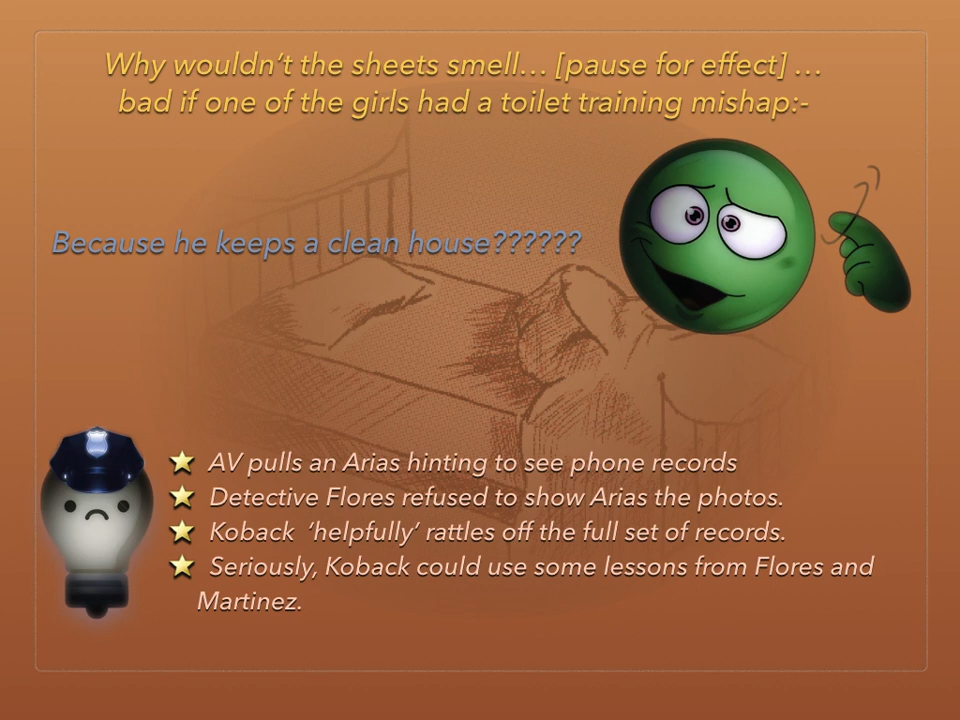 Why wouldn’t the sheets smell… [pause for effect] …
bad if one of the girls had a toilet training mishap:-
Because he keeps a clean house??????
AV pulls an Arias hinting to see phone records
Detective Flores refused to show Arias the photos.
Koback ‘helpfully’ rattles off the full set of records.
Seriously, Koback could use some lessons from Flores and
Martinez.